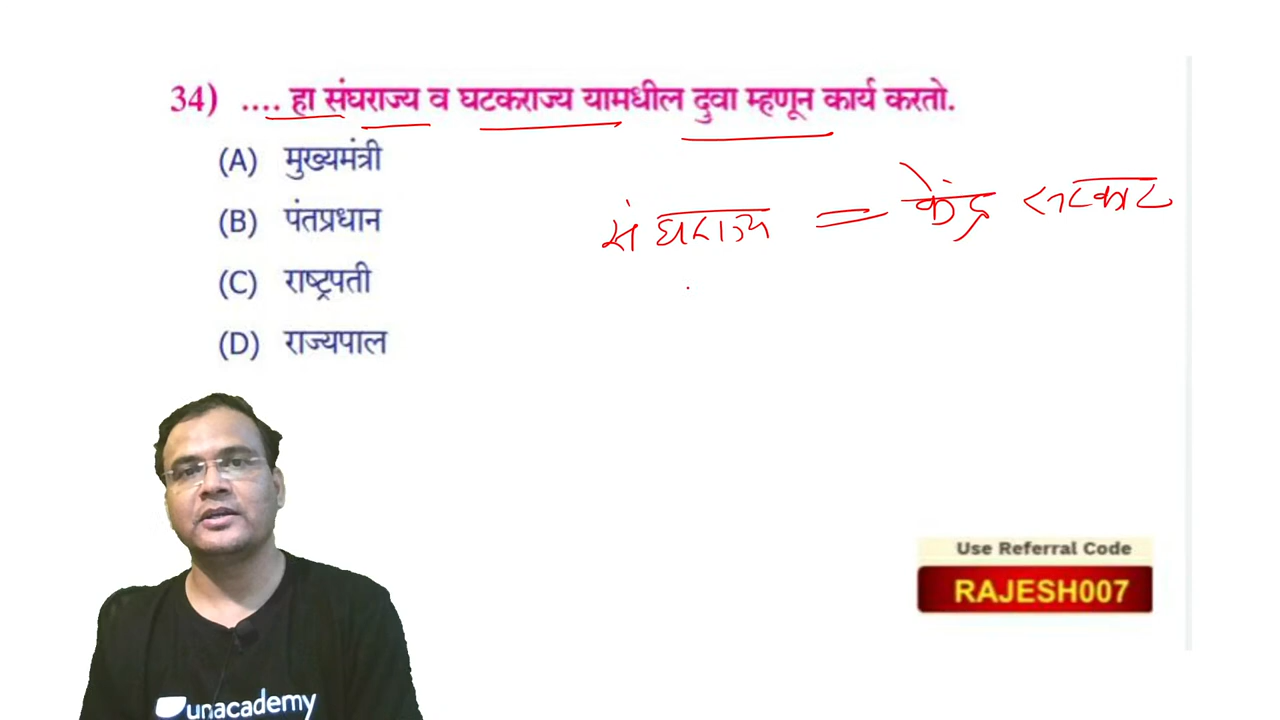 34) .... हा संघराज्य व घटकराज्य यामधील दुवा म्हणून कार्य करतो.
(A) मुख्यमंत्री
(B) पंतप्रधान
(C) राष्ट्रपती
(D) राज्यपाल
संघराज्य = केंद्र सरकार
Use Referral Code
RAJESH007
unacademy